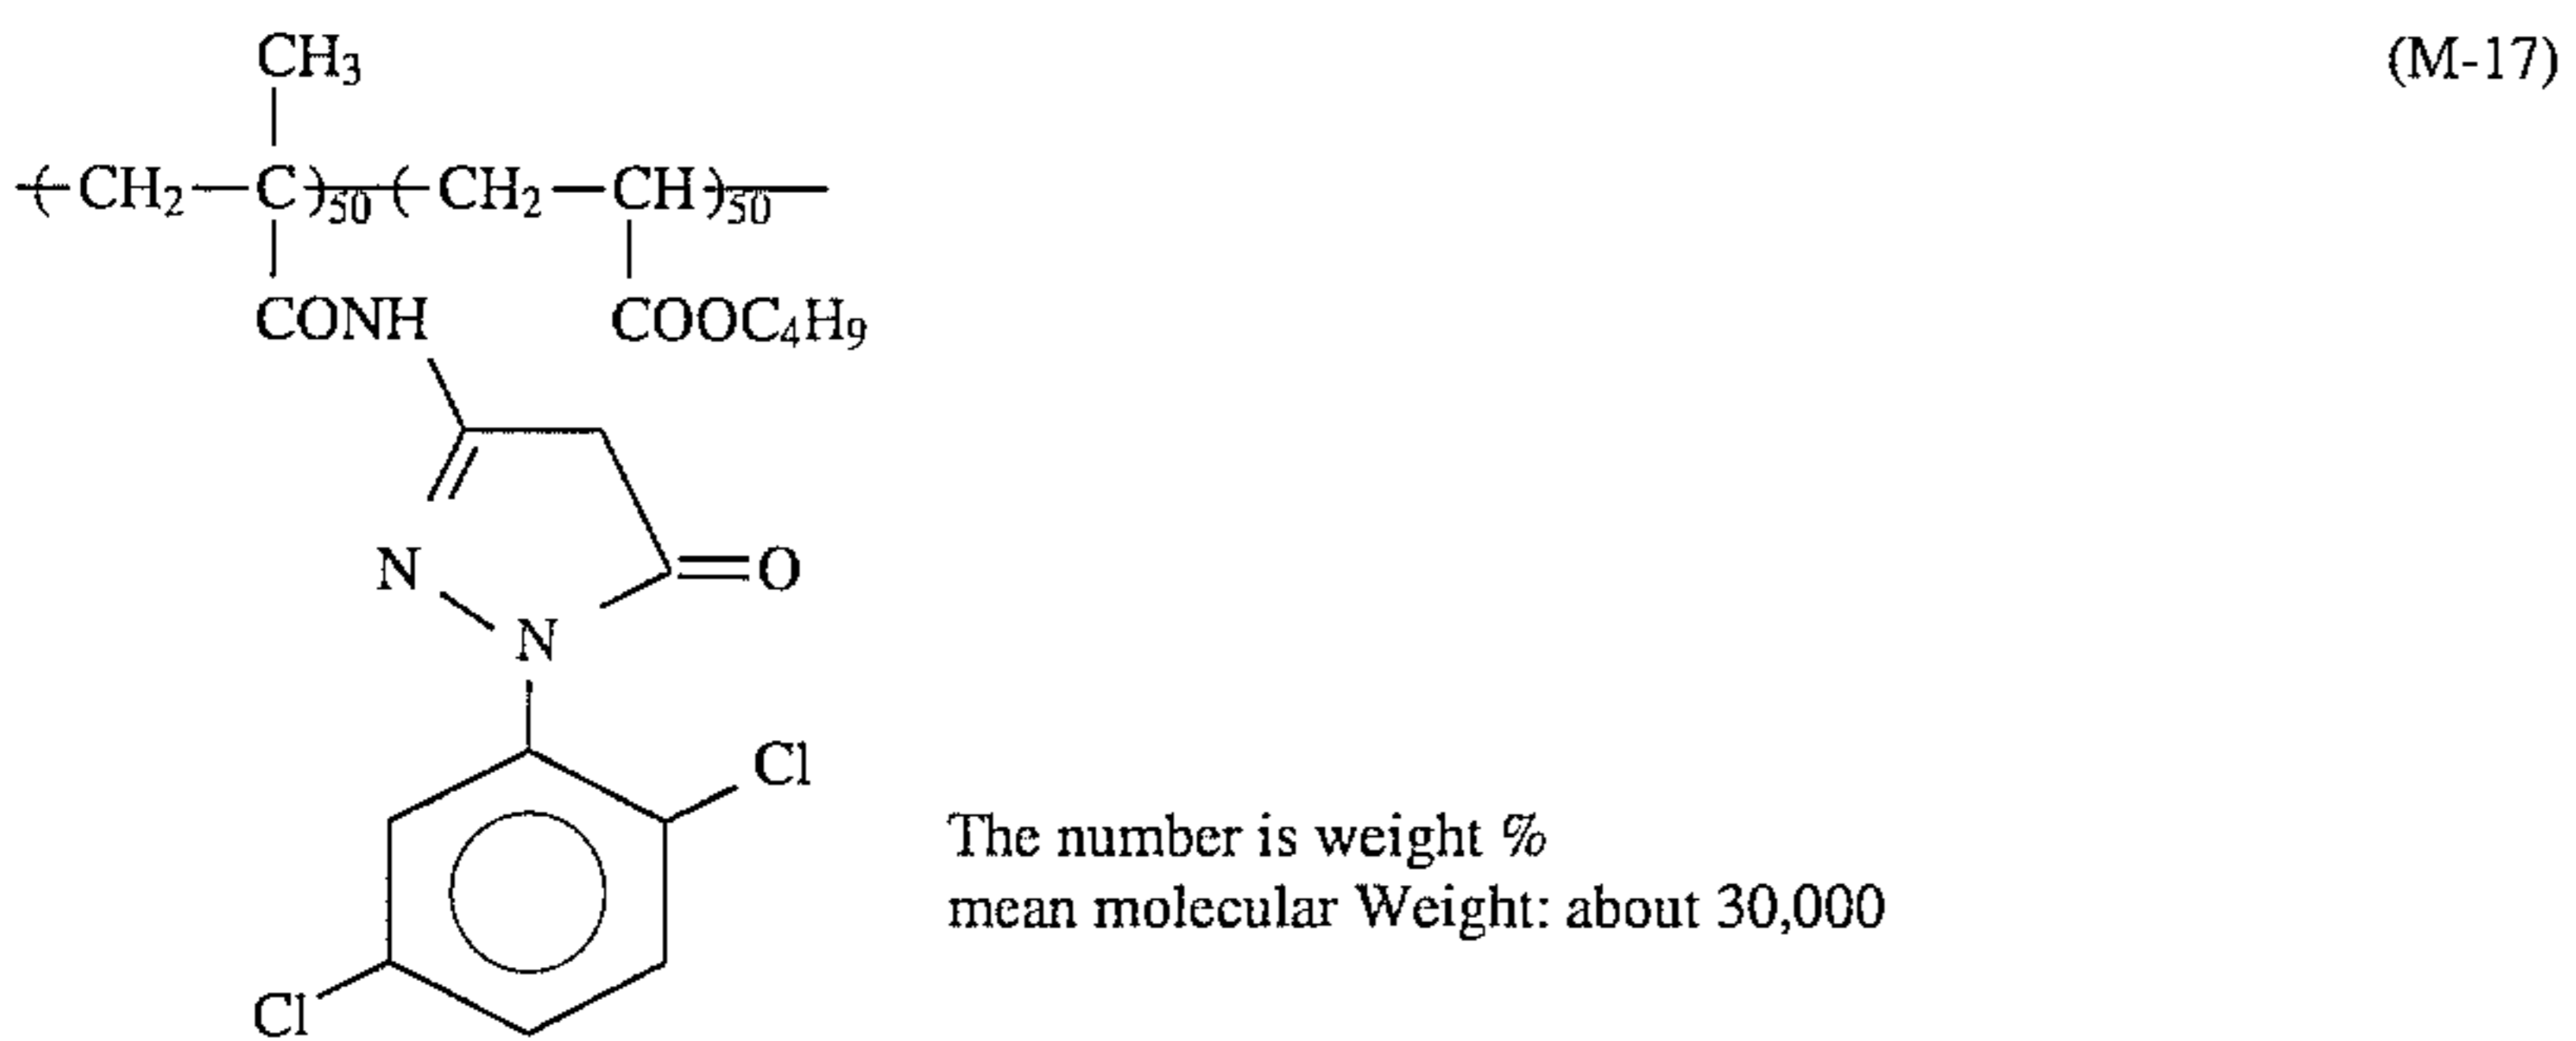 CH3 (M-17)
(CH2 C)50 (CH2 CH)50
CONH COOC4H9
N O
N
Cl
The number is weight %
mean molecular Weight: about 30,000
Cl